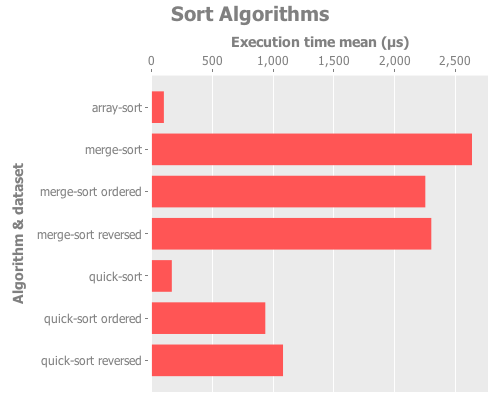 Sort Algorithms
Execution time mean (µs)
0 500 1,000 1,500 2,000 2,500
Algorithm & dataset
array-sort
merge-sort
merge-sort ordered
merge-sort reversed
quick-sort
quick-sort ordered
quick-sort reversed